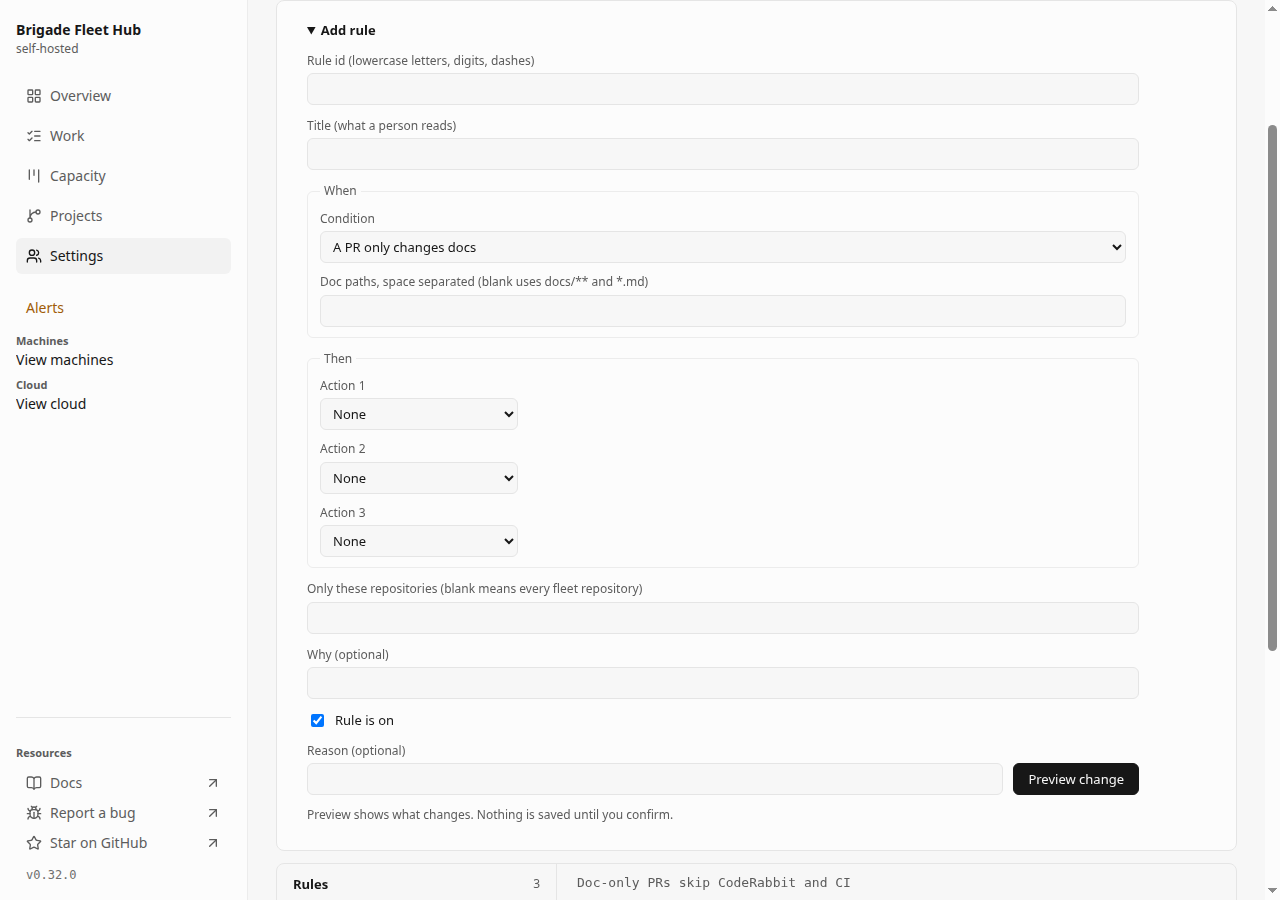 Brigade Fleet Hub
self-hosted
Overview
Work
Capacity
Projects
Settings
Alerts
Machines
View machines
Cloud
View cloud
Resources
Docs
Report a bug
Star on GitHub
v0.32.0
▼ Add rule
Rule id (lowercase letters, digits, dashes)
Title (what a person reads)
When
Condition
A PR only changes docs
Doc paths, space separated (blank uses docs/** and *.md)
Then
Action 1
None
Action 2
None
Action 3
None
Only these repositories (blank means every fleet repository)
Why (optional)
Rule is on
Reason (optional)
Preview change
Preview shows what changes. Nothing is saved until you confirm.
Rules 3
Doc-only PRs skip CodeRabbit and CI